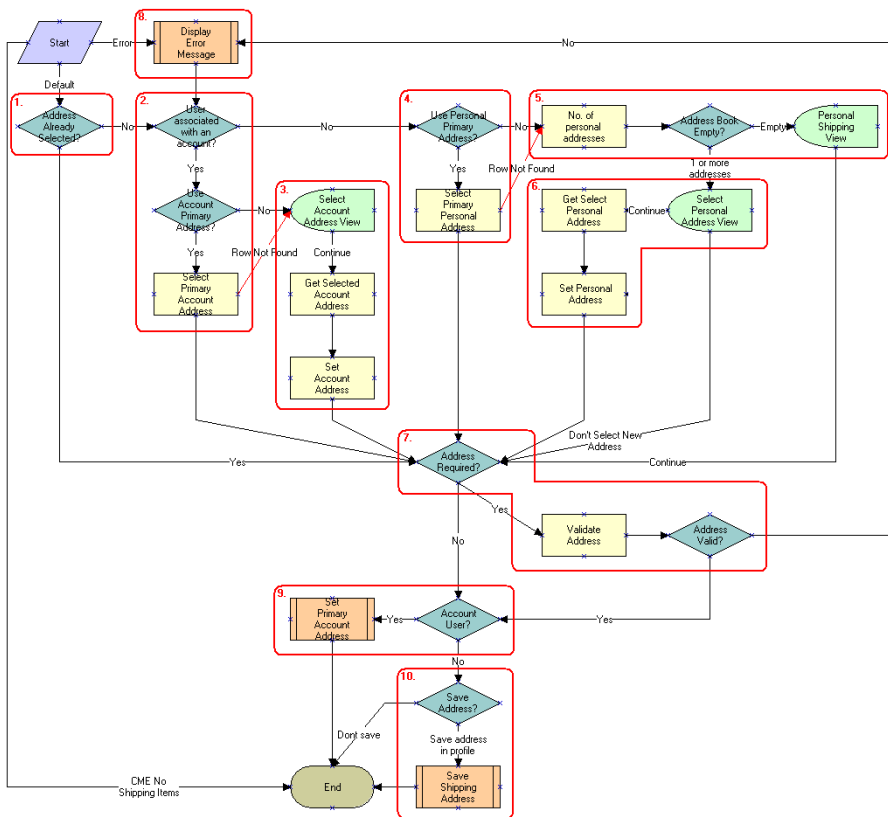 8.
Start
Error
Display
Error
Message
No
Default
1.
Address
Already
Selected?
No
2.
User
associated
with an
account?
No
4.
Use Personal
Primary
Address?
No
5.
No. of
personal
addresses
Address Book
Empty?
Empty
Personal
Shipping
View
Yes
Yes
Row Not Found
1 or more
addresses
Use
Account
Primary
Address?
No
3.
Select
Account
Address View
Select
Primary
Personal
Address
6.
Get Select
Personal
Address
Continue
Select
Personal
Address View
Yes
Row Not Found
Continue
Select
Primary
Account
Address
Get Selected
Account
Address
Set Personal
Address
Set
Account
Address
7.
Address
Required?
Don't Select New
Address
Yes
Continue
Yes
Validate
Address
Address
Valid?
No
9.
Set
Primary
Account
Address
Yes
Account
User?
Yes
No
10.
Save
Address?
Dont save
Save address
in profile
CME No
Shipping Items
End
Save
Shipping
Address